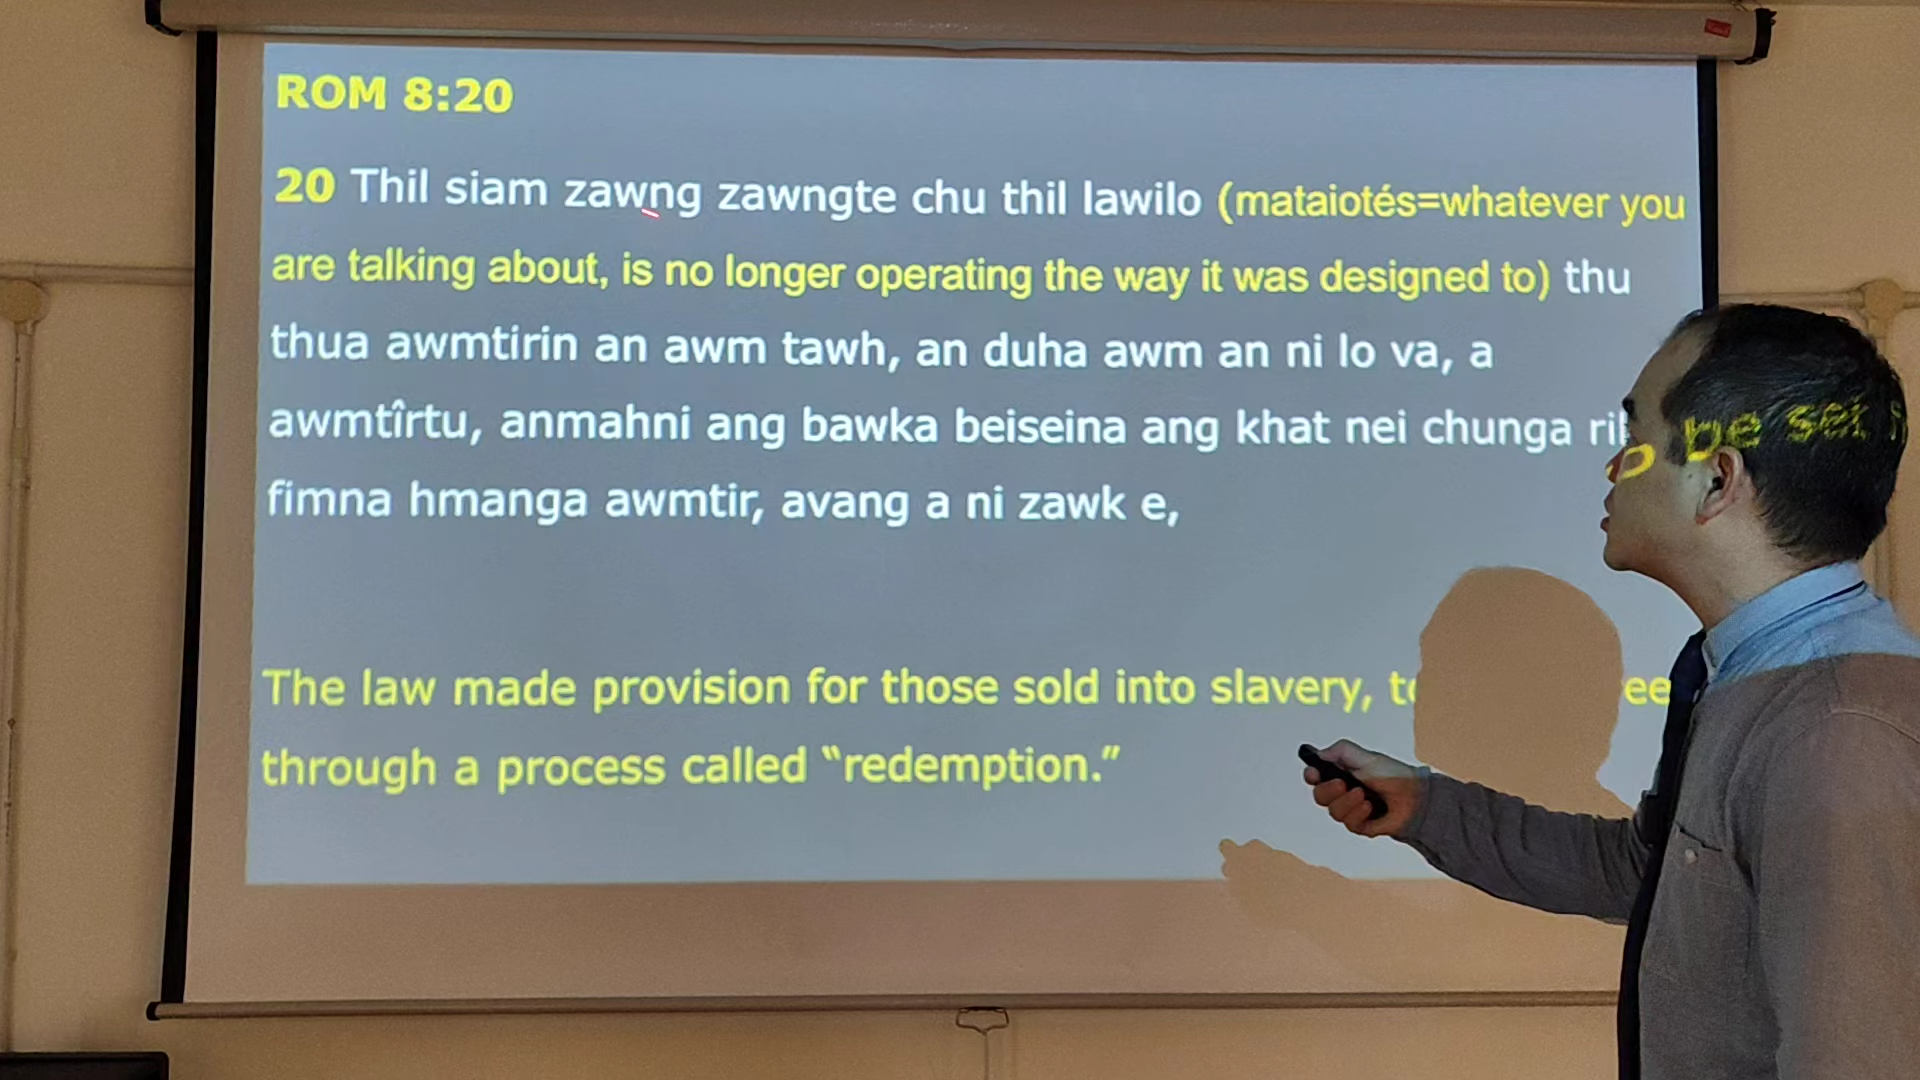 ROM 8:20
20 Thil siam zawng zawngte chu thil lawilo (mataiotés=whatever you
are talking about, is no longer operating the way it was designed to) thu
thua awmtirin an awm tawh, an duha awm an ni lo va, a
awmtîrtu, anmahni ang bawka beiseina ang khat nei chunga
fimna hmanga awmtir, avang a ni zawk e,
The law made provision for those sold into slavery, to be set
through a process called “redemption.”